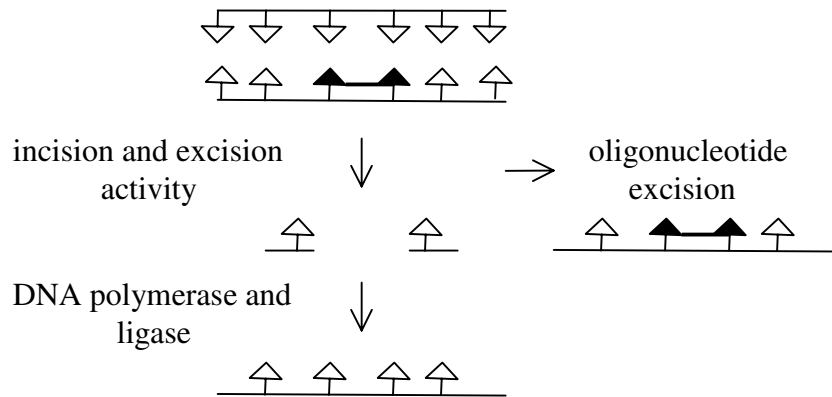 incision and excision
activity
oligonucleotide
excision
DNA polymerase and
ligase